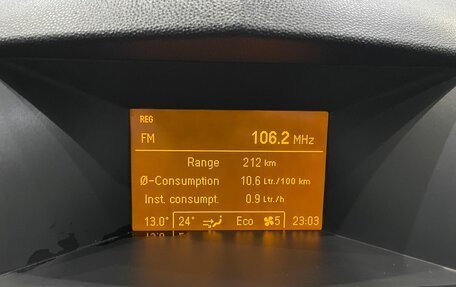 REG
FM 106.2 MHz
Range 212 km
Ø-Consumption 10.6 Ltr./100 km
Inst. consumpt. 0.9 Ltr./h
13.0° 24° Eco 5 23:03